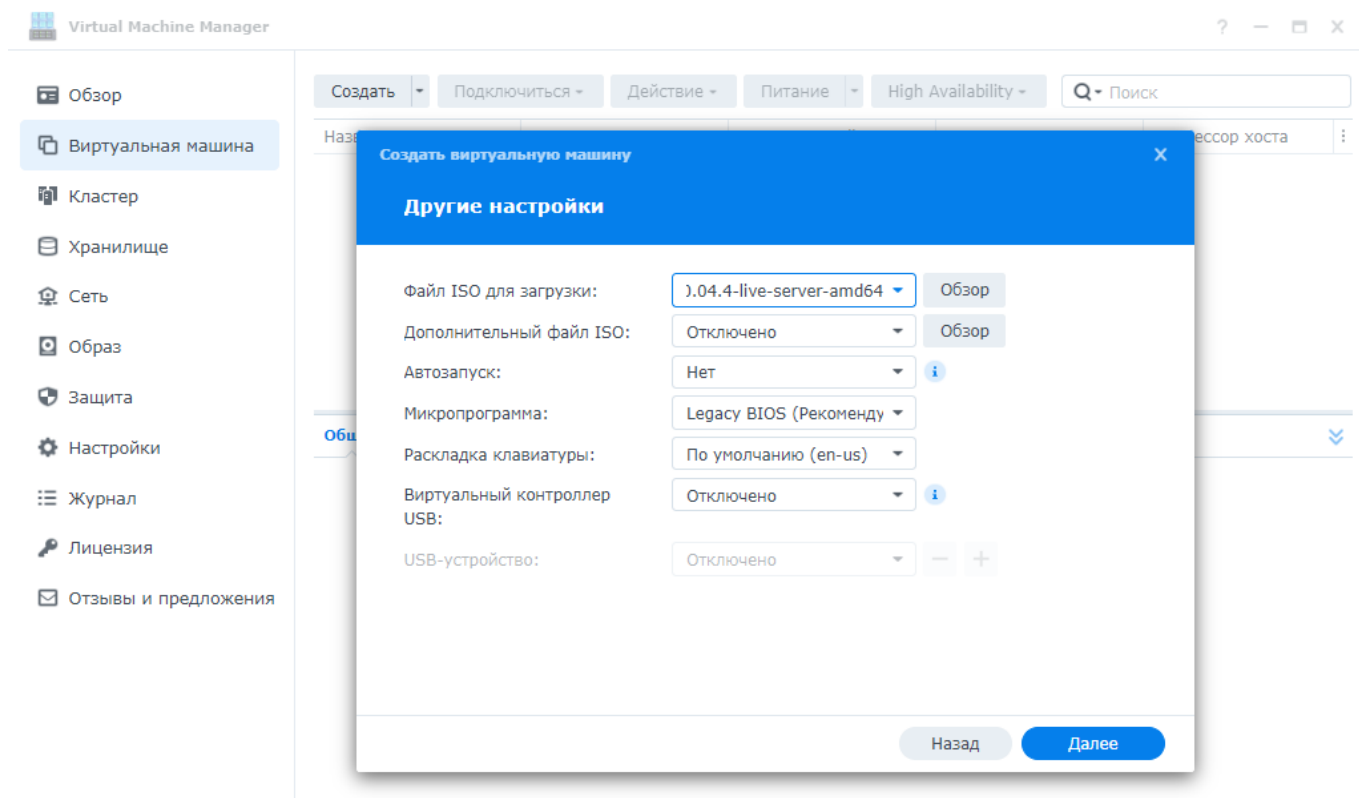 Virtual Machine Manager
Обзор
Виртуальная машина
Кластер
Хранилище
Сеть
Образ
Защита
Настройки
Журнал
Лицензия
Отзывы и предложения
Создать Подключиться Действие Питание High Availability Поиск
Назв ессор хоста
Общ
Создать виртуальную машину
Другие настройки
Файл ISO для загрузки: 0.04.4-live-server-amd64 Обзор
Дополнительный файл ISO: Отключено Обзор
Автозапуск: Нет
Микропрограмма: Legacy BIOS (Рекоменду
Раскладка клавиатуры: По умолчанию (en-us)
Виртуальный контроллер Отключено
USB:
USB-устройство: Отключено
Назад Далее